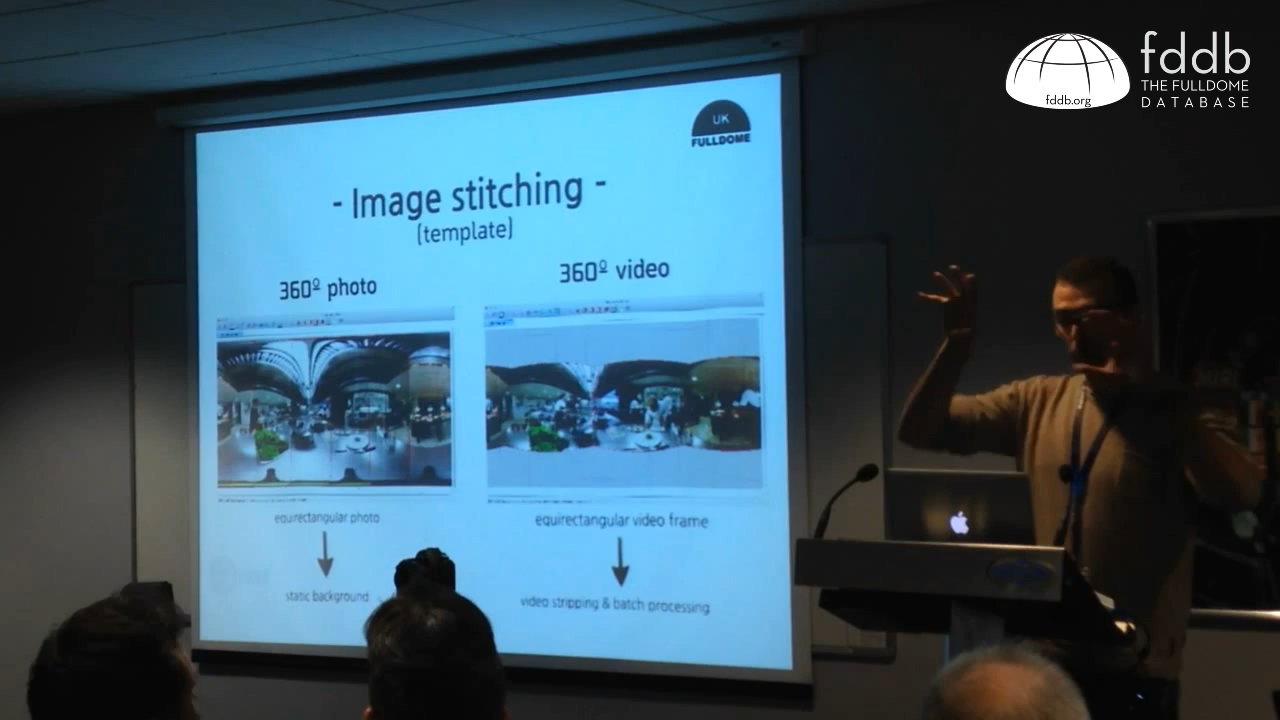 fddb
THE FULLDOME
DATABASE
fddb.org
UK
FULLDOME
- Image stitching -
(template)
360º photo
360º video
equirectangular photo
equirectangular video frame
static background
video stripping & batch processing